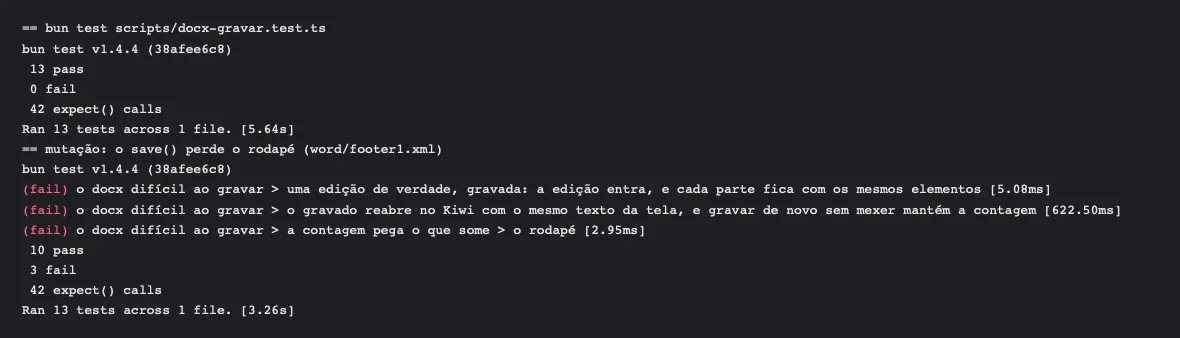 == bun test scripts/docx-gravar.test.ts
bun test v1.4.4 (38afee6c8)
13 pass
0 fail
42 expect() calls
Ran 13 tests across 1 file. [5.64s]
== mutação: o save() perde o rodapé (word/footer1.xml)
bun test v1.4.4 (38afee6c8)
(fail) o docx difícil ao gravar > uma edição de verdade, gravada: a edição entra, e cada parte fica com os mesmos elementos [5.08ms]
(fail) o docx difícil ao gravar > o gravado reabre no Kiwi com o mesmo texto da tela, e gravar de novo sem mexer mantém a contagem [622.50ms]
(fail) o docx difícil ao gravar > a contagem pega o que some > o rodapé [2.95ms]
10 pass
3 fail
42 expect() calls
Ran 13 tests across 1 file. [3.26s]